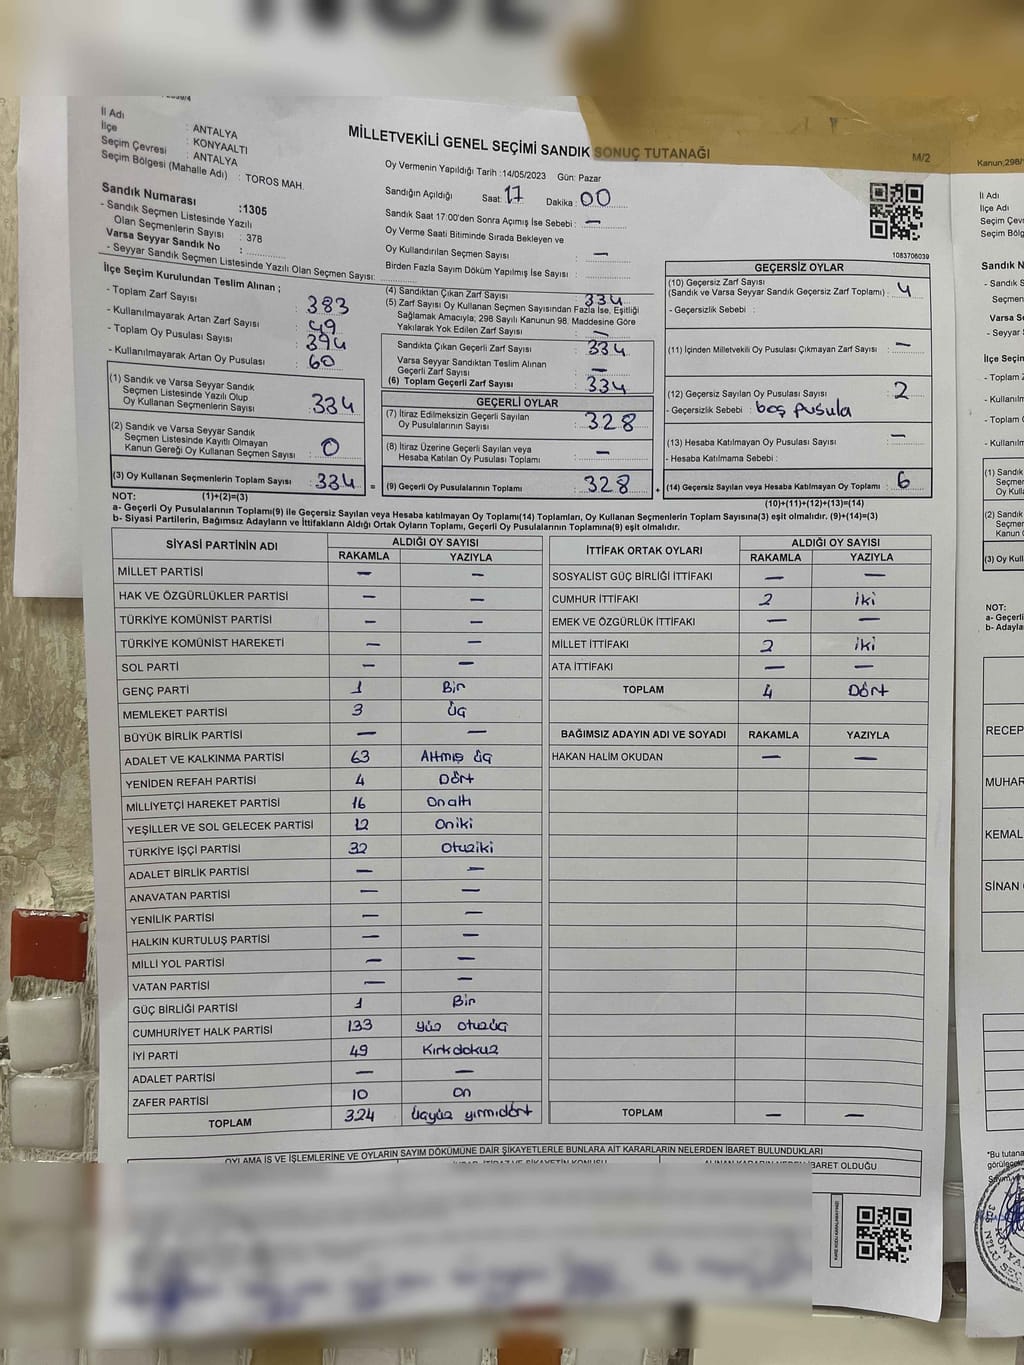 MİLLETVEKİLİ GENEL SEÇİMİ SANDIK SONUÇ TUTANAĞI
M/2
İl Adı : ANTALYA
İlçe : KONYAALTI
Seçim Çevresi : ANTALYA
Seçim Bölgesi (Mahalle Adı) : TOROS MAH.
Sandık Numarası :1305
- Sandık Seçmen Listesinde Yazılı
Olan Seçmenlerin Sayısı : 378
Varsa Seyyar Sandık No :
- Seyyar Sandık Seçmen Listesinde Yazılı Olan Seçmen Sayısı:
Oy Vermenin Yapıldığı Tarih :14/05/2023 Gün: Pazar
Sandığın Açıldığı Saat: 17 Dakika : 00
Sandık Saat 17:00'den Sonra Açımış İse Sebebi : —
Oy Verme Saati Bitiminde Sırada Bekleyen ve
Oy Kullandırılan Seçmen Sayısı : —
Birden Fazla Sayım Döküm Yapılmış İse Sayısı :
1083706039
İlçe Seçim Kurulundan Teslim Alınan ;
- Toplam Zarf Sayısı : 383
- Kullanılmayarak Artan Zarf Sayısı : 49
- Toplam Oy Pusulası Sayısı : 394
- Kullanılmayarak Artan Oy Pusulası : 60
(1) Sandık ve Varsa Seyyar Sandık
Seçmen Listesinde Yazılı Olup
Oy Kullanan Seçmenlerin Sayısı : 334
(2) Sandık ve Varsa Seyyar Sandık
Seçmen Listesinde Kayıtlı Olmayan
Kanun Gereği Oy Kullanan Seçmen Sayısı : 0
(3) Oy Kullanan Seçmenlerin Toplam Sayısı : 334
(4) Sandıktan Çıkan Zarf Sayısı : 334
(5) Zarf Sayısı Oy Kullanan Seçmen Sayısından Fazla İse, Eşitliği
Sağlamak Amacıyla; 298 Sayılı Kanunun 98. Maddesine Göre
Yakılarak Yok Edilen Zarf Sayısı : —
Sandıkta Çıkan Geçerli Zarf Sayısı : 334
Varsa Seyyar Sandıktan Teslim Alınan
Geçerli Zarf Sayısı : —
(6) Toplam Geçerli Zarf Sayısı : 334
GEÇERLİ OYLAR
(7) İtiraz Edilmeksizin Geçerli Sayılan
Oy Pusulalarının Sayısı : 328
(8) İtiraz Üzerine Geçerli Sayılan veya
Hesaba Katılan Oy Pusulası Toplamı : —
= (9) Geçerli Oy Pusulalarının Toplamı : 328
GEÇERSİZ OYLAR
(10) Geçersiz Zarf Sayısı
(Sandık ve Varsa Seyyar Sandık Geçersiz Zarf Toplamı) : 4
- Geçersizlik Sebebi :
(11) İçinden Milletvekili Oy Pusulası Çıkmayan Zarf Sayısı : —
(12) Geçersiz Sayılan Oy Pusulası Sayısı : 2
- Geçersizlik Sebebi : boş pusula
(13) Hesaba Katılmayan Oy Pusulası Sayısı : —
- Hesaba Katılmama Sebebi :
+ (14) Geçersiz Sayılan veya Hesaba Katılmayan Oy Toplamı : 6
NOT: (1)+(2)=(3) (10)+(11)+(12)+(13)=(14)
a- Geçerli Oy Pusulalarının Toplamı(9) ile Geçersiz Sayılan veya Hesaba katılmayan Oy Toplamı(14) Toplamları, Oy Kullanan Seçmenlerin Toplam Sayısına(3) eşit olmalıdır. (9)+(14)=(3)
b- Siyasi Partilerin, Bağımsız Adayların ve İttifakların Aldığı Ortak Oyların Toplamı, Geçerli Oy Pusulalarının Toplamına(9) eşit olmalıdır.
SİYASİ PARTİNİN ADI ALDIĞI OY SAYISI
RAKAMLA YAZIYLA
MİLLET PARTİSİ — —
HAK VE ÖZGÜRLÜKLER PARTİSİ — —
TÜRKİYE KOMÜNİST PARTİSİ — —
TÜRKİYE KOMÜNİST HAREKETİ — —
SOL PARTİ — —
GENÇ PARTİ 1 Bir
MEMLEKET PARTİSİ 3 Üç
BÜYÜK BİRLİK PARTİSİ — —
ADALET VE KALKINMA PARTİSİ 63 Altmış üç
YENİDEN REFAH PARTİSİ 4 Dört
MİLLİYETÇİ HAREKET PARTİSİ 16 Onaltı
YEŞİLLER VE SOL GELECEK PARTİSİ 12 Oniki
TÜRKİYE İŞÇİ PARTİSİ 32 Otuziki
ADALET BİRLİK PARTİSİ — —
ANAVATAN PARTİSİ — —
YENİLİK PARTİSİ — —
HALKIN KURTULUŞ PARTİSİ — —
MİLLİ YOL PARTİSİ — —
VATAN PARTİSİ — —
GÜÇ BİRLİĞİ PARTİSİ 1 Bir
CUMHURİYET HALK PARTİSİ 133 yüz otuzüç
İYİ PARTİ 49 Kırkdokuz
ADALET PARTİSİ — —
ZAFER PARTİSİ 10 On
TOPLAM 324 Üçyüz yirmidört
İTTİFAK ORTAK OYLARI ALDIĞI OY SAYISI
RAKAMLA YAZIYLA
SOSYALİST GÜÇ BİRLİĞİ İTTİFAKI — —
CUMHUR İTTİFAKI 2 iki
EMEK VE ÖZGÜRLÜK İTTİFAKI — —
MİLLET İTTİFAKI 2 iki
ATA İTTİFAKI — —
TOPLAM 4 Dört
BAĞIMSIZ ADAYIN ADI VE SOYADI RAKAMLA YAZIYLA
HAKAN HALİM OKUDAN — —
TOPLAM — —
OYLAMA İŞ VE İŞLEMLERİNE VE OYLARIN SAYIM DÖKÜMÜNE DAİR ŞİKAYETLERLE BUNLARA AİT KARARLARIN NELERDEN İBARET BULUNDUKLARI
Kanun,298/
İl Adı
İlçe Adı
Sandık N
NOT:
RECEP
MUHAR
KEMAL
SİNAN